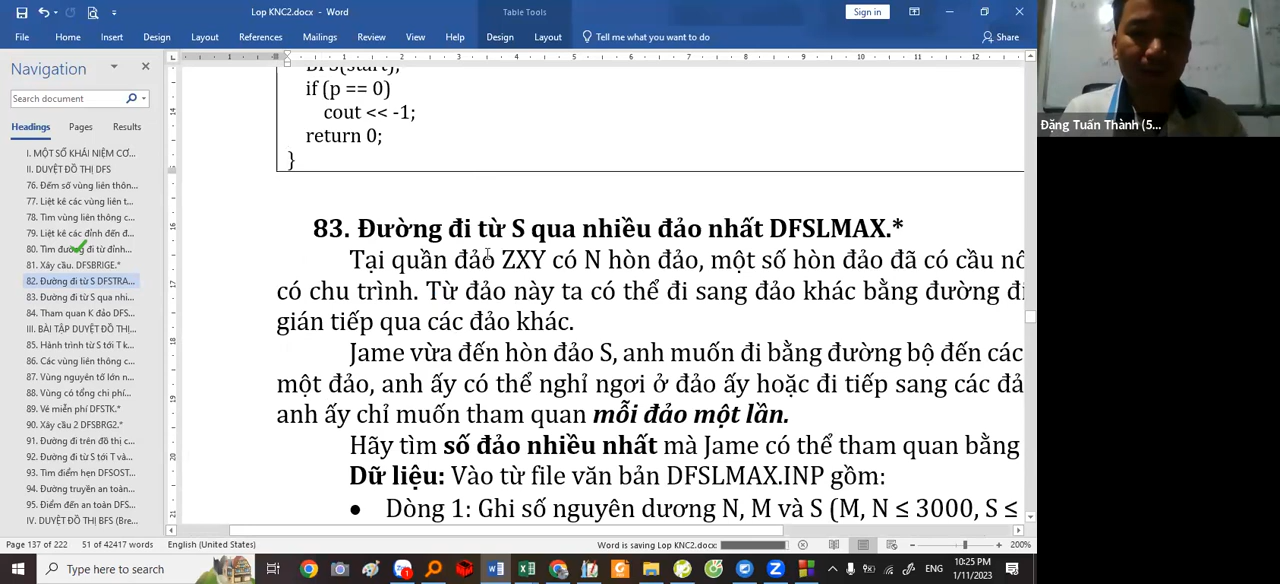 Lop KNC2.docx - Word
Table Tools
Sign in
File
Home
Insert
Design
Layout
References
Mailings
Review
View
Help
Design
Layout
Tell me what you want to do
Share
Navigation
Search document
Headings
Pages
Results
I. MỘT SỐ KHÁI NIỆM CƠ...
II. DUYỆT ĐỒ THỊ DFS
76. Đếm số vùng liên thôn...
77. Liệt kê các vùng liên t...
78. Tìm vùng liên thông c...
79. Liệt kê các đỉnh đến đ...
80. Tìm đường đi từ đỉnh...
81. Xây cầu. DFSBRIGE.*
82. Đường đi từ S DFSTRA...
83. Đường đi từ S qua nhi...
84. Tham quan K đảo DFS...
III. BÀI TẬP DUYỆT ĐỒ TH...
85. Hành trình từ S tới T k...
86. Các vùng liên thông c...
87. Vùng nguyên tố lớn n...
88. Vùng có tổng chi phí...
89. Vé miễn phí DFSTK.*
90. Xây cầu 2 DFSBRG2.*
91. Đường đi trên đồ thị c...
92. Đường đi từ S tới T và...
93. Tìm điểm hẹn DFSOST...
94. Đường truyền an toàn...
95. Điểm đến an toàn DFS...
IV. DUYỆT ĐỒ THỊ BFS (Bre...
DFS(start);
if (p == 0)
cout << -1;
return 0;
}
83. Đường đi từ S qua nhiều đảo nhất DFSLMAX.*
Tại quần đảo ZXY có N hòn đảo, một số hòn đảo đã có cầu nố
có chu trình. Từ đảo này ta có thể đi sang đảo khác bằng đường đi
gián tiếp qua các đảo khác.
Jame vừa đến hòn đảo S, anh muốn đi bằng đường bộ đến các
một đảo, anh ấy có thể nghỉ ngơi ở đảo ấy hoặc đi tiếp sang các đả
anh ấy chỉ muốn tham quan mỗi đảo một lần.
Hãy tìm số đảo nhiều nhất mà Jame có thể tham quan bằng
Dữ liệu: Vào từ file văn bản DFSLMAX.INP gồm:
• Dòng 1: Ghi số nguyên dương N, M và S (M, N ≤ 3000, S ≤
Page 137 of 222
51 of 42417 words
English (United States)
Word is saving Lop KNC2.docx
200%
Type here to search
ENG
10:25 PM
1/11/2023
Đặng Tuấn Thành (5...